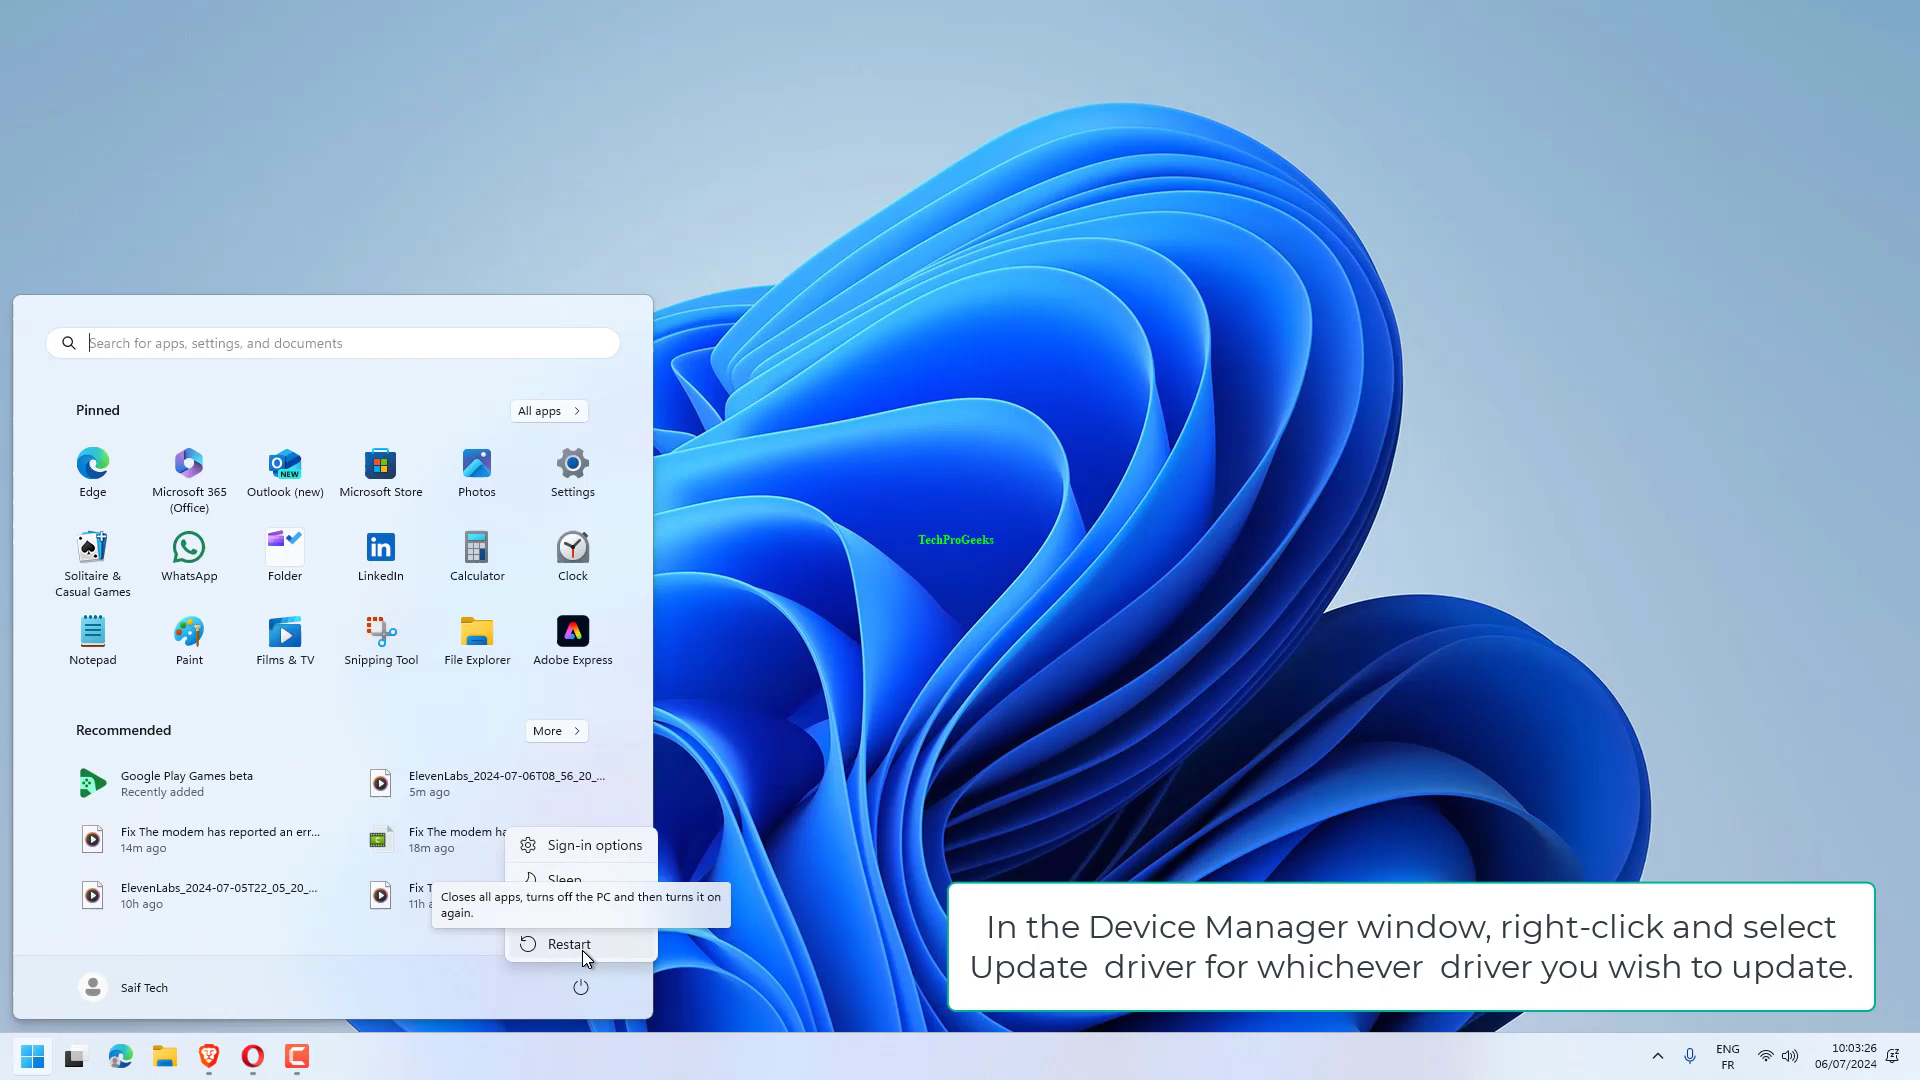 Search for apps, settings, and documents
Pinned
All apps
Edge
Microsoft 365
(Office)
Outlook (new)
NEW
Microsoft Store
Photos
Settings
Solitaire &
Casual Games
WhatsApp
Folder
LinkedIn
Calculator
Clock
Notepad
Paint
Films & TV
Snipping Tool
File Explorer
Adobe Express
TechProGeeks
Recommended
More
Google Play Games beta
Recently added
ElevenLabs_2024-07-06T08_56_20_...
5m ago
Fix The modem has reported an err...
14m ago
Fix The modem ha
18m ago
ElevenLabs_2024-07-05T22_05_20_...
10h ago
Fix T
11h a
Sign-in options
Sleep
Closes all apps, turns off the PC and then turns it on
again.
Restart
Saif Tech
In the Device Manager window, right-click and select
Update driver for whichever driver you wish to update.
ENG
FR
10:03:26
06/07/2024